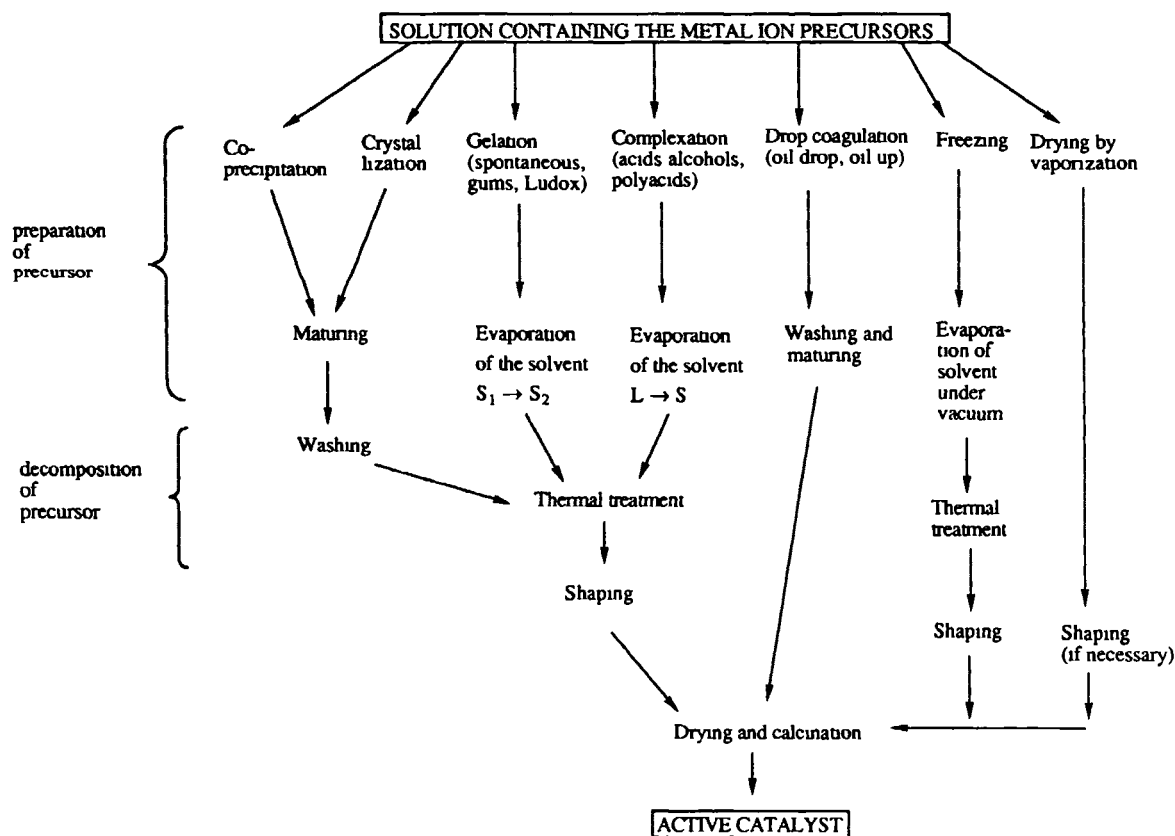 SOLUTION CONTAINING THE METAL ION PRECURSORS
Co-
precipitation
Crystal
lization
Gelation
(spontaneous,
gums, Ludox)
Complexation
(acids alcohols,
polyacids)
Drop coagulation
(oil drop, oil up)
Freezing
Drying by
vaporization
preparation
of
precursor
Maturing
Evaporation
of the solvent
S₁ → S₂
Evaporation
of the solvent
L → S
Washing and
maturing
Evapora-
tion of
solvent
under
vacuum
decomposition
of
precursor
Washing
Thermal treatment
Thermal
treatment
Shaping
Shaping
Shaping
(if necessary)
Drying and calcination
ACTIVE CATALYST